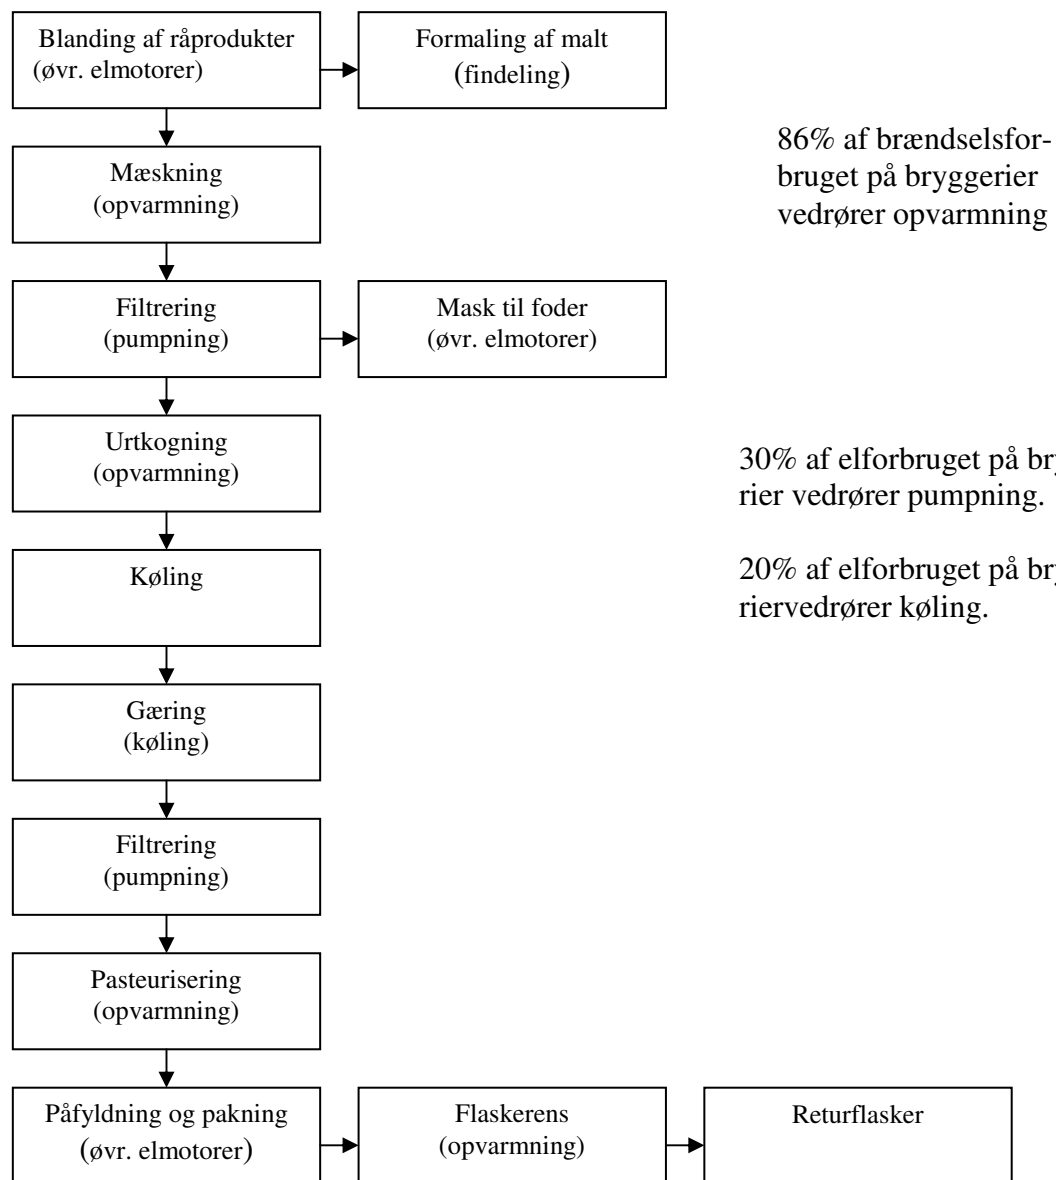 Blanding af råprodukter
(øvr. elmotorer)
Formaling af malt
(findeling)
86% af brændselsfor-
bruget på bryggerier
vedrører opvarmning
Mæskning
(opvarmning)
Filtrering
(pumpning)
Mask til foder
(øvr. elmotorer)
Urtkogning
(opvarmning)
30% af elforbruget på
rier vedrører pumpning.
Køling
20% af elforbruget på
riervedrører køling.
Gæring
(køling)
Filtrering
(pumpning)
Pasteurisering
(opvarmning)
Påfyldning og pakning
(øvr. elmotorer)
Flaskerens
(opvarmning)
Returflasker